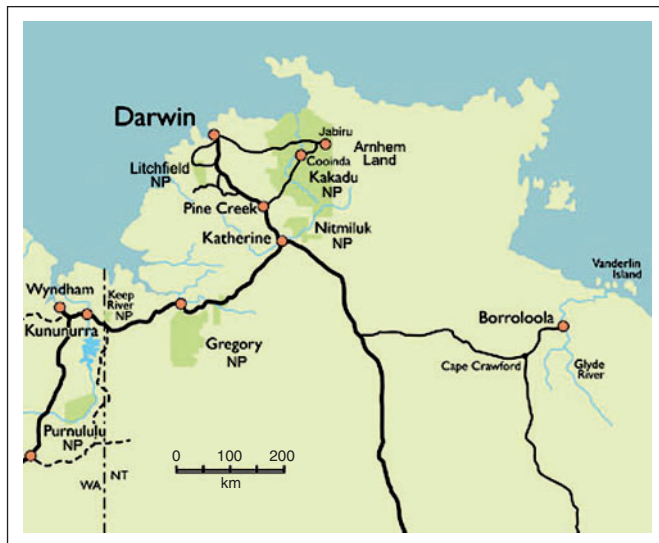 Darwin
Jabiru
Arnhem
Land
Cooinda
Litchfield
NP
Kakadu
NP
Pine Creek
Nitmiluk
NP
Katherine
Vanderlin
Island
Wyndham
Keep
River
NP
Kununurra
Borroloola
Gregory
NP
Cape Crawford
Glyde
River
Purnululu
NP
0 100 200
km
WA
NT